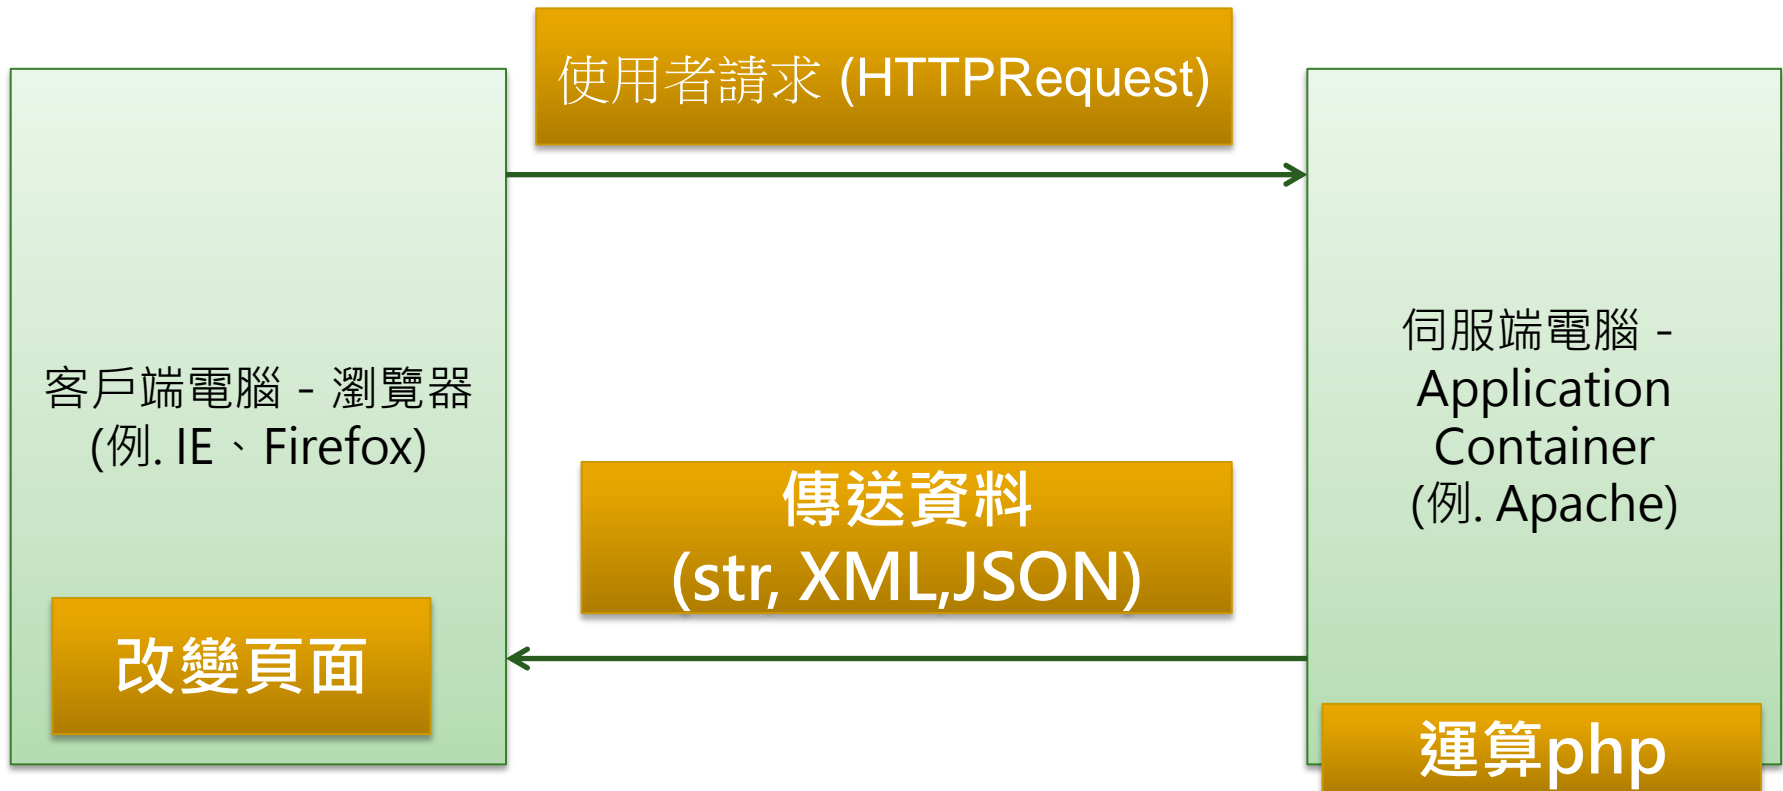 使用者請求 (HTTPRequest)
客戶端電腦 - 瀏覽器
(例. IE、Firefox)
伺服端電腦 -
Application
Container
(例. Apache)
傳送資料
(str, XML,JSON)
改變頁面
運算php